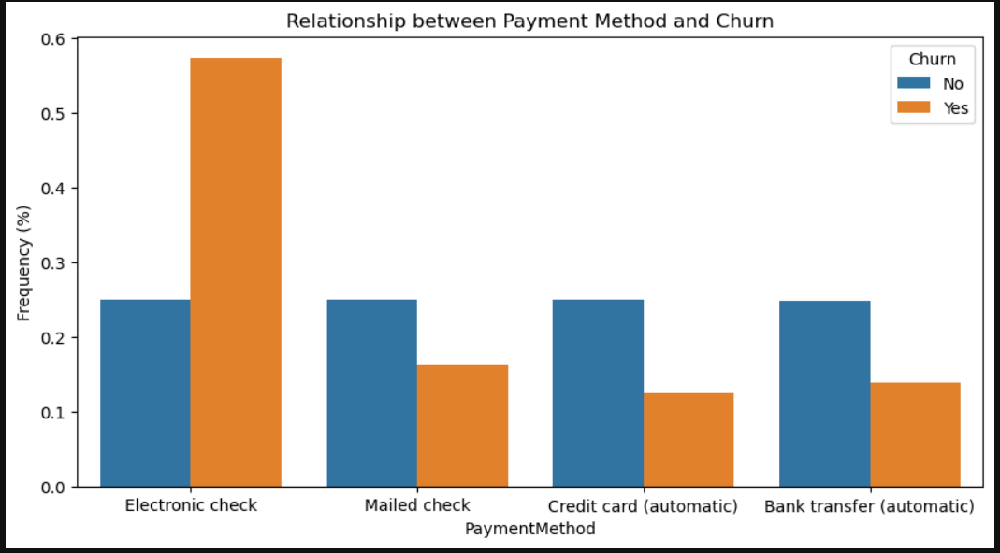 Relationship between Payment Method and Churn
Churn
No
Yes
Frequency (%)
0.6
0.5
0.4
0.3
0.2
0.1
0.0
Electronic check
Mailed check
Credit card (automatic)
Bank transfer (automatic)
PaymentMethod